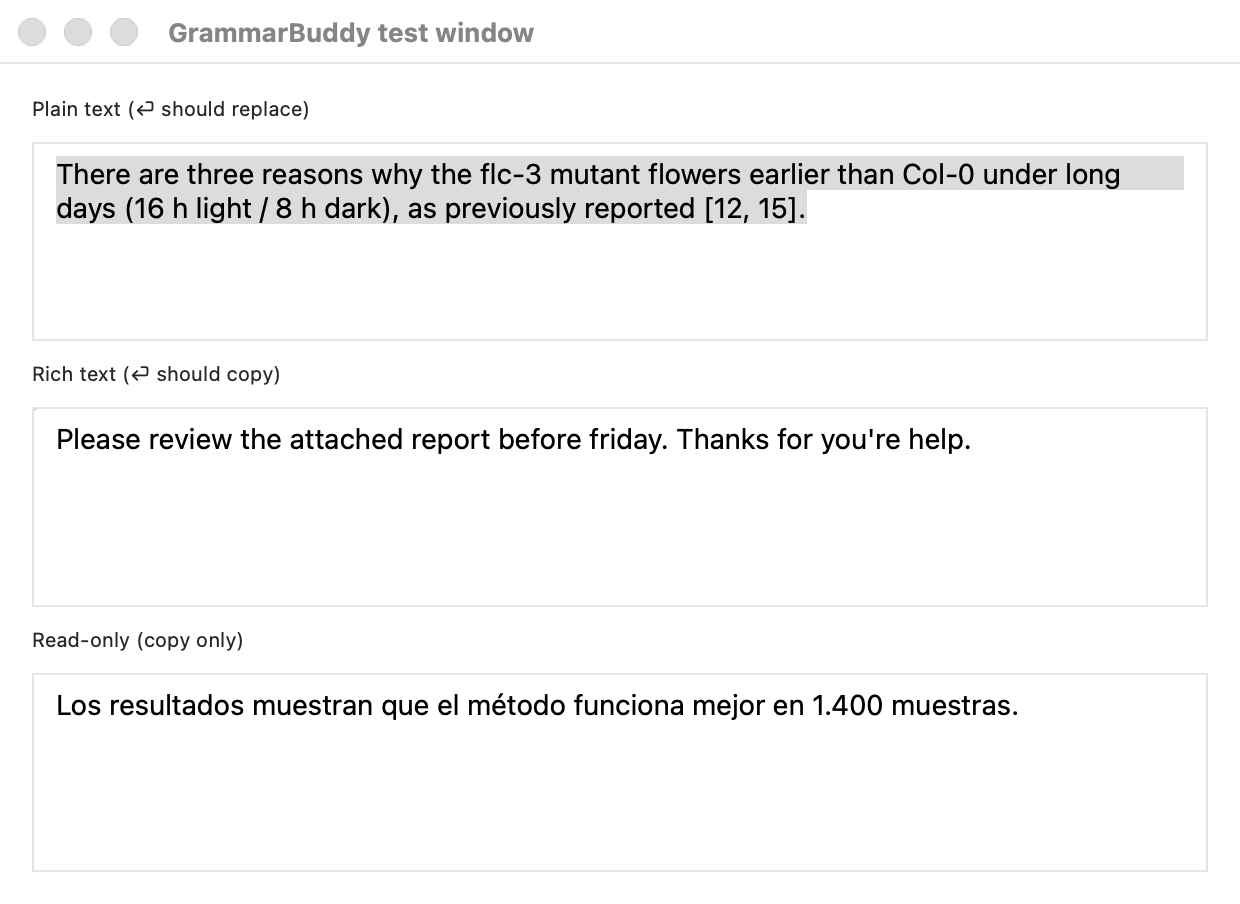 GrammarBuddy test window
Plain text (⏎ should replace)
There are three reasons why the flc-3 mutant flowers earlier than Col-0 under long
days (16 h light / 8 h dark), as previously reported [12, 15].
Rich text (⏎ should copy)
Please review the attached report before friday. Thanks for you're help.
Read-only (copy only)
Los resultados muestran que el método funciona mejor en 1.400 muestras.